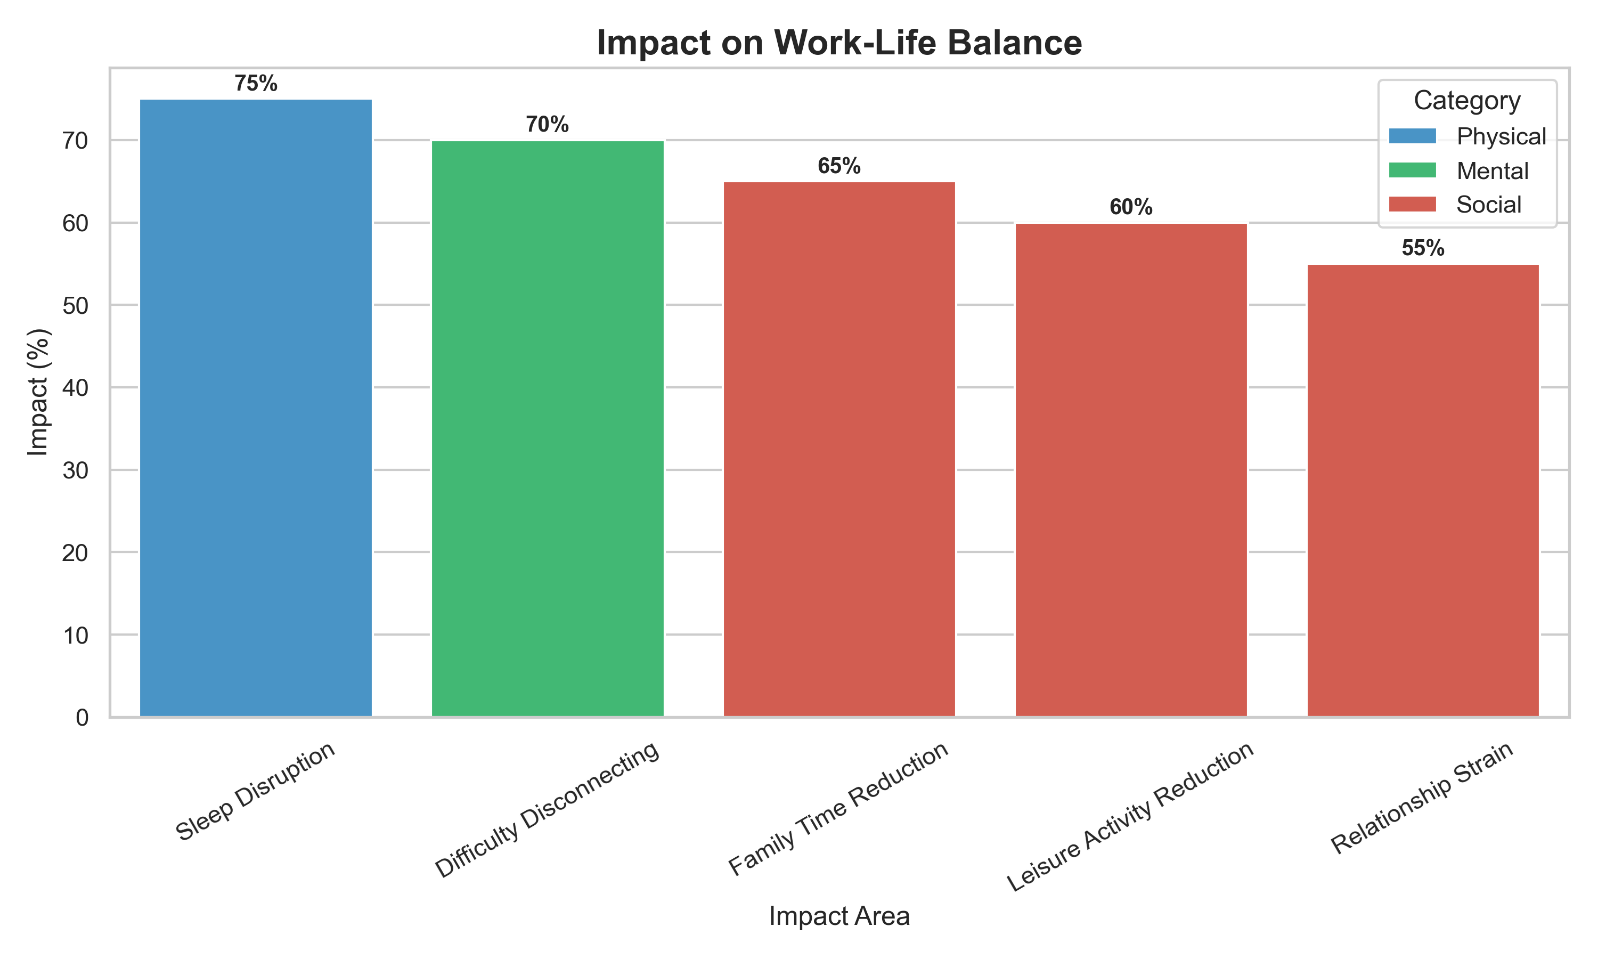 Impact on Work-Life Balance
75%
70%
65%
60%
55%
Category
Physical
Mental
Social
Impact (%)
70
60
50
40
30
20
10
0
Sleep Disruption
Difficulty Disconnecting
Family Time Reduction
Leisure Activity Reduction
Relationship Strain
Impact Area